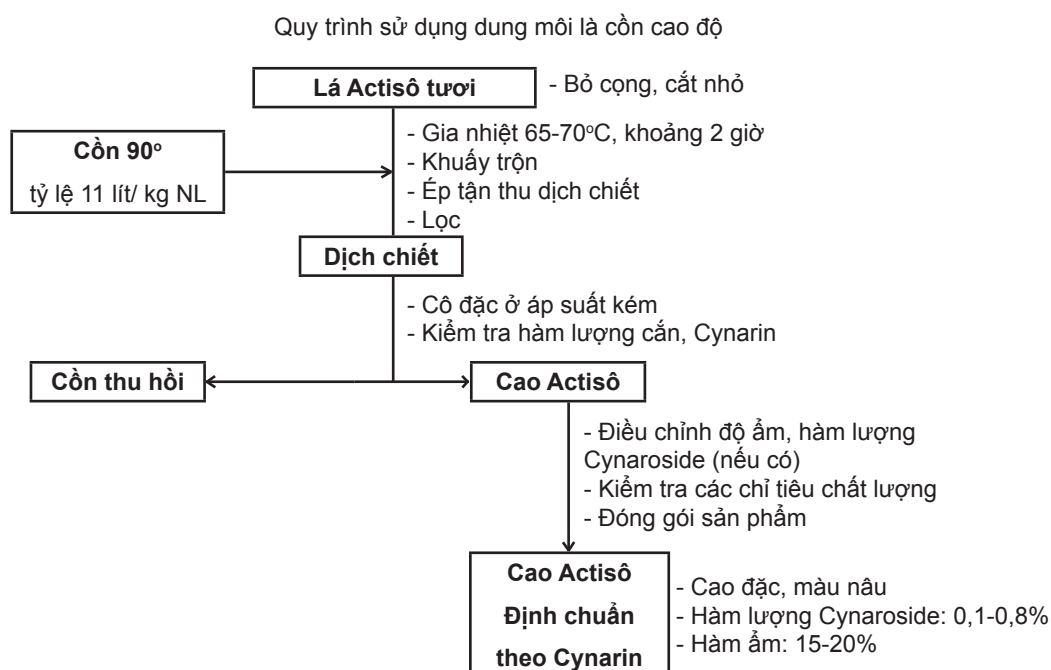 Quy trình sử dụng dung môi là cồn cao độ
Lá Actisô tươi
- Bỏ cọng, cắt nhỏ
Cồn 90º
tỷ lệ 11 lít/ kg NL
- Gia nhiệt 65-70ºC, khoảng 2 giờ
- Khuấy trộn
- Ép tận thu dịch chiết
- Lọc
Dịch chiết
- Cô đặc ở áp suất kém
- Kiểm tra hàm lượng cắn, Cynarin
Cồn thu hồi
Cao Actisô
- Điều chỉnh độ ẩm, hàm lượng
Cynaroside (nếu có)
- Kiểm tra các chỉ tiêu chất lượng
- Đóng gói sản phẩm
Cao Actisô
Định chuẩn
theo Cynarin
- Cao đặc, màu nâu
- Hàm lượng Cynaroside: 0,1-0,8%
- Hàm ẩm: 15-20%